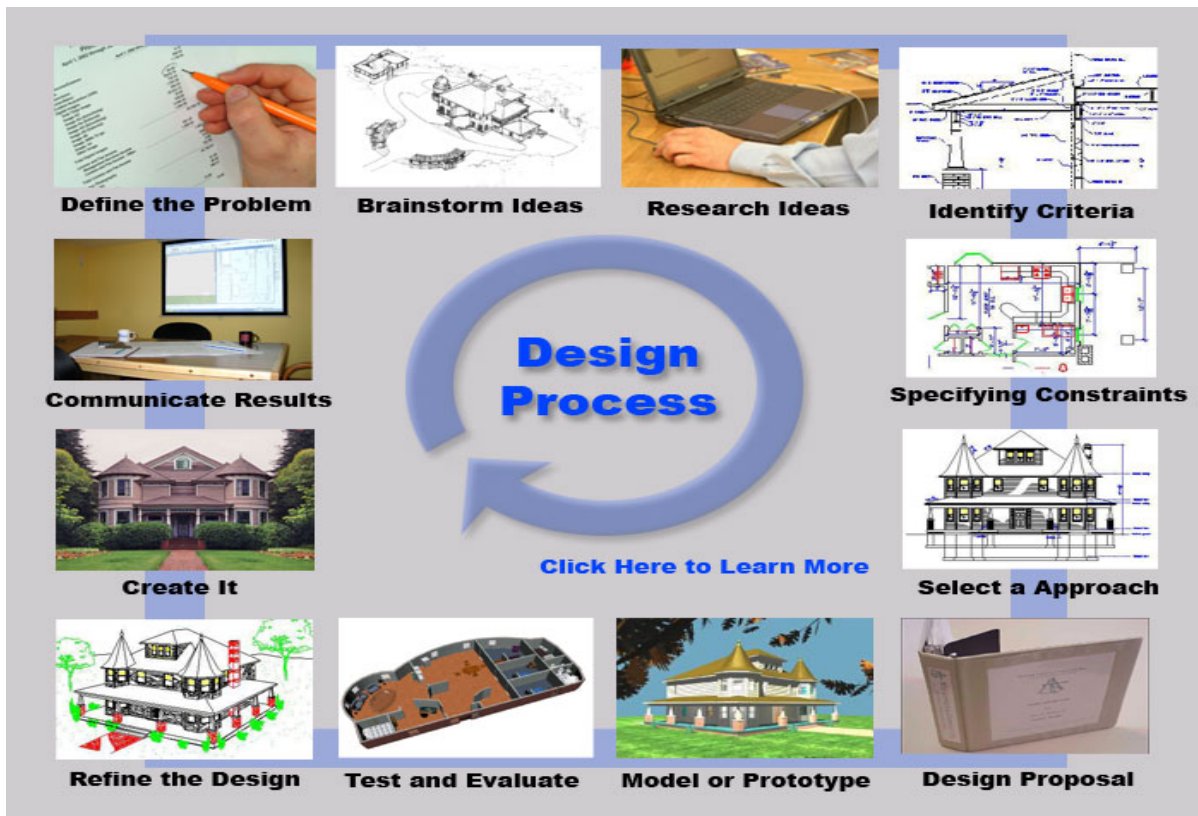 Define the Problem
Brainstorm Ideas
Research Ideas
Identify Criteria
Communicate Results
Design
Process
Specifying Constraints
Create It
Click Here to Learn More
Select a Approach
Refine the Design
Test and Evaluate
Model or Prototype
Design Proposal